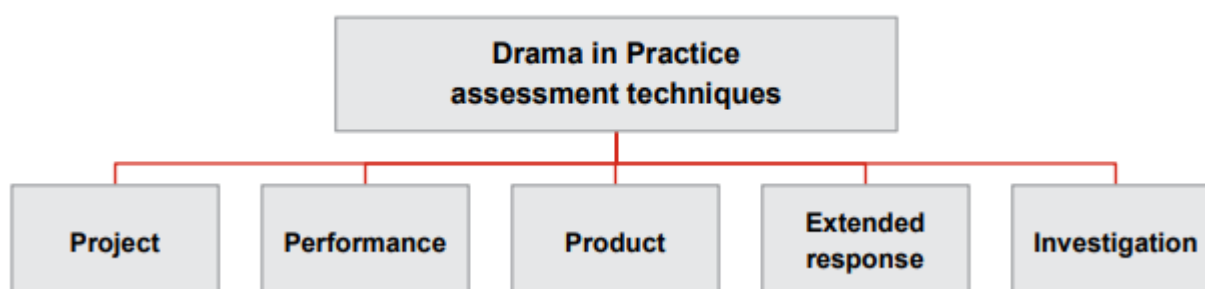 Drama in Practice
assessment techniques
Project
Performance
Product
Extended
response
Investigation